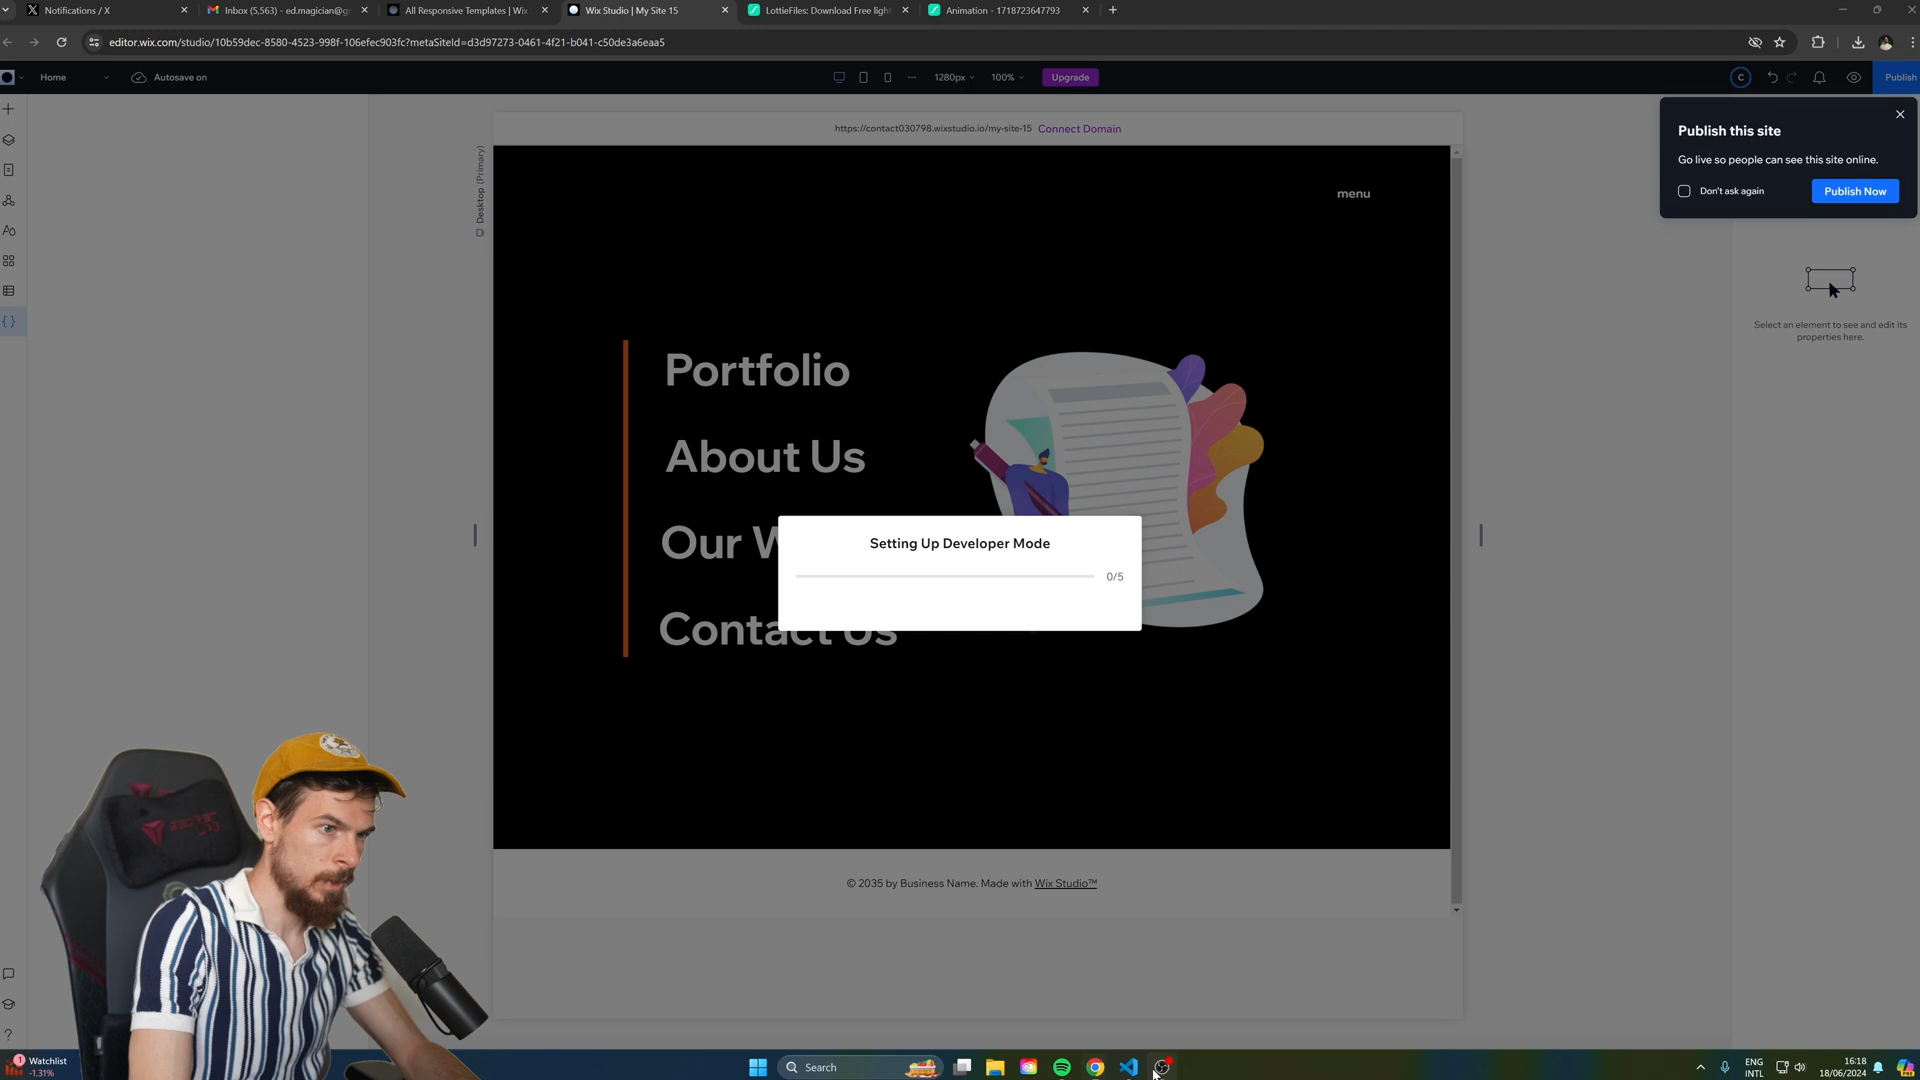 Notifications / X
Inbox (5,563) - ed.magician@gr
All Responsive Templates | Wix
Wix Studio | My Site 15
LottieFiles: Download Free light
Animation - 1718723647793
editor.wix.com/studio/10b59dec-8580-4523-998f-106efec903fc?metaSiteId=d3d97273-0461-4f21-b041-c50de3a6eaa5
Home
Autosave on
1280px
100%
Upgrade
C
Publish
https://contact030798.wixstudio.io/my-site-15 Connect Domain
Publish this site
Go live so people can see this site online.
Don't ask again
Publish Now
Desktop (Primary)
menu
Select an element to see and edit its
properties here.
Portfolio
About Us
Our W
Contact Us
Setting Up Developer Mode
0/5
© 2035 by Business Name. Made with Wix Studio™
1
Watchlist
-1.31%
Search
ENG
INTL
16:18
18/06/2024